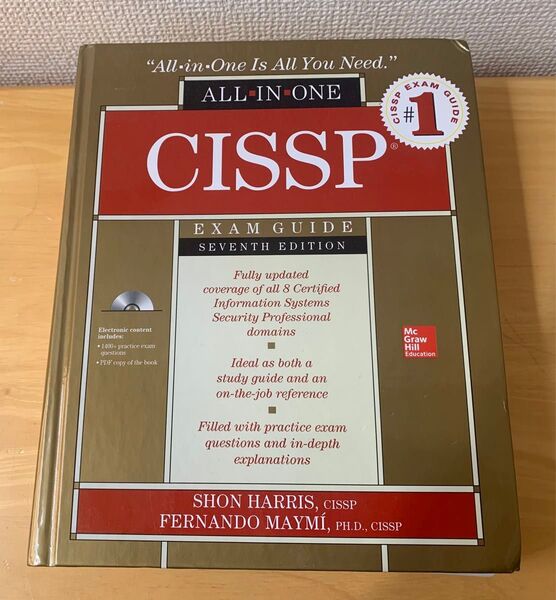 "All-in-One Is All You Need."
ALL-IN-ONE
CISSP EXAM GUIDE
#1
CISSP®
EXAM GUIDE
SEVENTH EDITION
Fully updated
coverage of all 8 Certified
Information Systems
Security Professional
domains
■
Ideal as both a
study guide and an
on-the-job reference
■
Filled with practice exam
questions and in-depth
explanations
Electronic content
includes:
• 1400+ practice exam
questions
• PDF copy of the book
Mc
Graw
Hill
Education
SHON HARRIS, CISSP
FERNANDO MAYMÍ, PH.D., CISSP